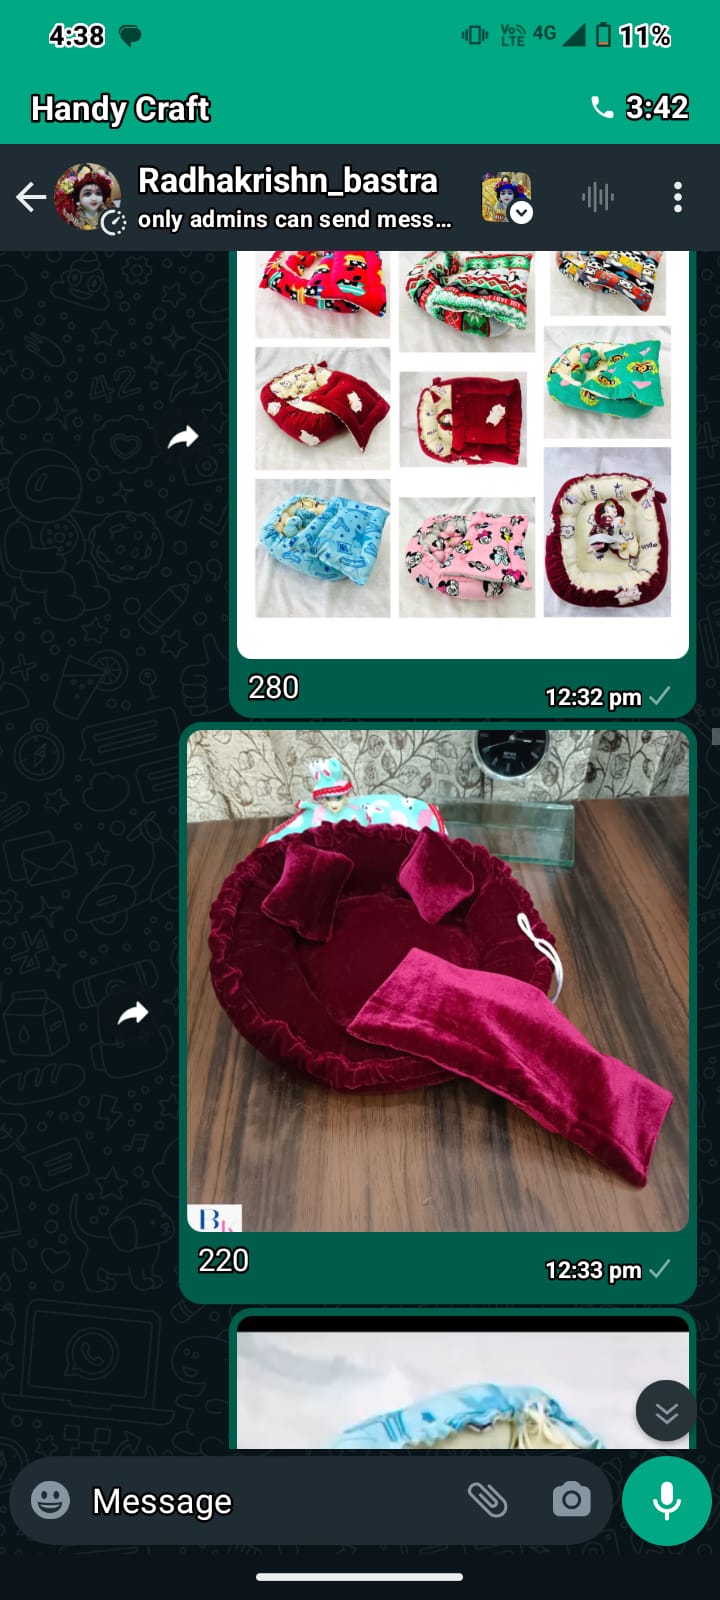 4:38
Vo LTE 4G 11%
Handy Craft 3:42
Radhakrishn_bastra
only admins can send mess...
280
12:32 pm
BK
220
12:33 pm
Message